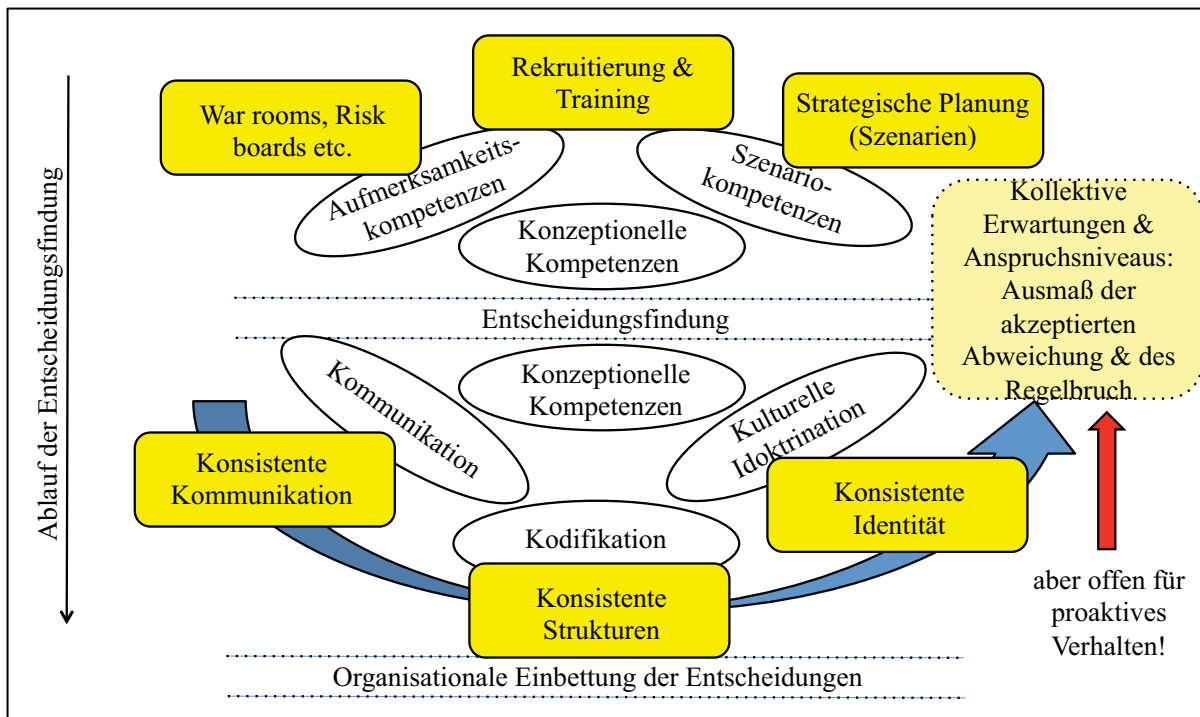 Ablauf der Entscheidungsfindung
War rooms, Risk
boards etc.
Rekruitierung &
Training
Strategische Planung
(Szenarien)
Aufmerksamkeits-
kompetenzen
Szenario-
kompetenzen
Konzeptionelle
Kompetenzen
Kollektive
Erwartungen &
Anspruchsniveaus:
Ausmaß der
akzeptierten
Abweichung & des
Regelbruch
Entscheidungsfindung
Kommunikation
Konzeptionelle
Kompetenzen
Kulturelle
Idoktrination
Konsistente
Kommunikation
Konsistente
Identität
Kodifikation
Konsistente
Strukturen
aber offen für
proaktives
Verhalten!
Organisationale Einbettung der Entscheidungen